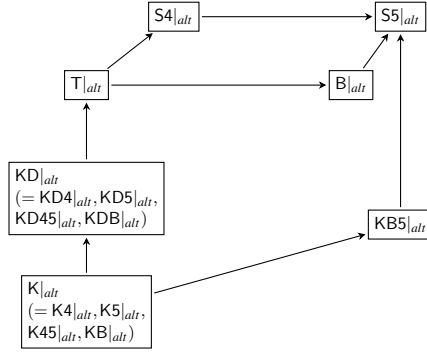 S4|alt
S5|alt
T|alt
B|alt
KD|alt
(= KD4|alt, KD5|alt,
KD45|alt, KDB|alt)
KB5|alt
K|alt
(= K4|alt, K5|alt,
K45|alt, KB|alt)